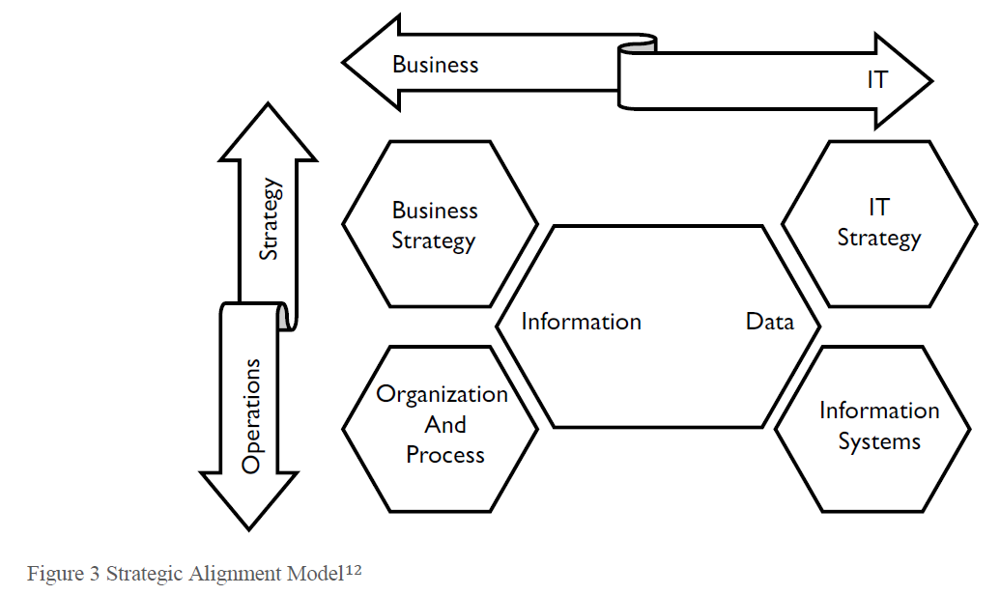 Business
IT
Strategy
Operations
Business
Strategy
IT
Strategy
Information
Data
Organization
And
Process
Information
Systems
Figure 3 Strategic Alignment Model¹²